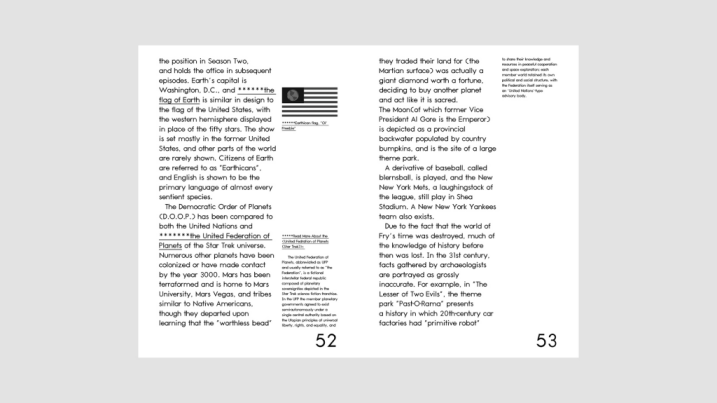 the position in Season Two,
and holds the office in subsequent
episodes. Earth's capital is
Washington, D.C., and ******the
flag of Earth is similar in design to
the flag of the United States, with
the western hemisphere displayed
in place of the fifty stars. The show
is set mostly in the former United
States, and other parts of the world
are rarely shown. Citizens of Earth
are referred to as "Earthicans",
and English is shown to be the
primary language of almost every
sentient species.
The Democratic Order of Planets
(D.O.O.P.) has been compared to
both the United Nations and
*******the United Federation of
Planets of the Star Trek universe.
Numerous other planets have been
colonized or have made contact
by the year 3000. Mars has been
terraformed and is home to Mars
University, Mars Vegas, and tribes
similar to Native Americans,
though they departed upon
learning that the "worthless bead"
******Earthican flag, "Ol'
Freebie"
*****Read More About the
(United Federation of Planets
(Star Trek)):
The United Federation of
Planets, abbreviated as UFP
and usually referred to as "the
Federation", is a fictional
interstellar federal republic
composed of planetary
sovereignties depicted in the
Star Trek science fiction franchise.
In the UFP the member planetary
governments agreed to exist
semiautonomously under a
single central authority based on
the Utopian principles of universal
liberty, rights, and equality, and
52
they traded their land for (the
Martian surface) was actually a
giant diamond worth a fortune,
deciding to buy another planet
and act like it is sacred.
The Moon(of which former Vice
President Al Gore is the Emperor)
is depicted as a provincial
backwater populated by country
bumpkins, and is the site of a large
theme park.
A derivative of baseball, called
blernsball, is played, and the New
New York Mets, a laughingstock of
the league, still play in Shea
Stadium. A New New York Yankees
team also exists.
Due to the fact that the world of
Fry's time was destroyed, much of
the knowledge of history before
then was lost. In the 31st century,
facts gathered by archaeologists
are portrayed as grossly
inaccurate. For example, in "The
Lesser of Two Evils", the theme
park "Past-O-Rama" presents
a history in which 20th-century car
factories had "primitive robot"
to share their knowledge and
resources in peaceful cooperation
and space exploration; each
member world retained its own
political and social structure, with
the Federation itself serving as
an 'United Nations'-type
advisory body.
53